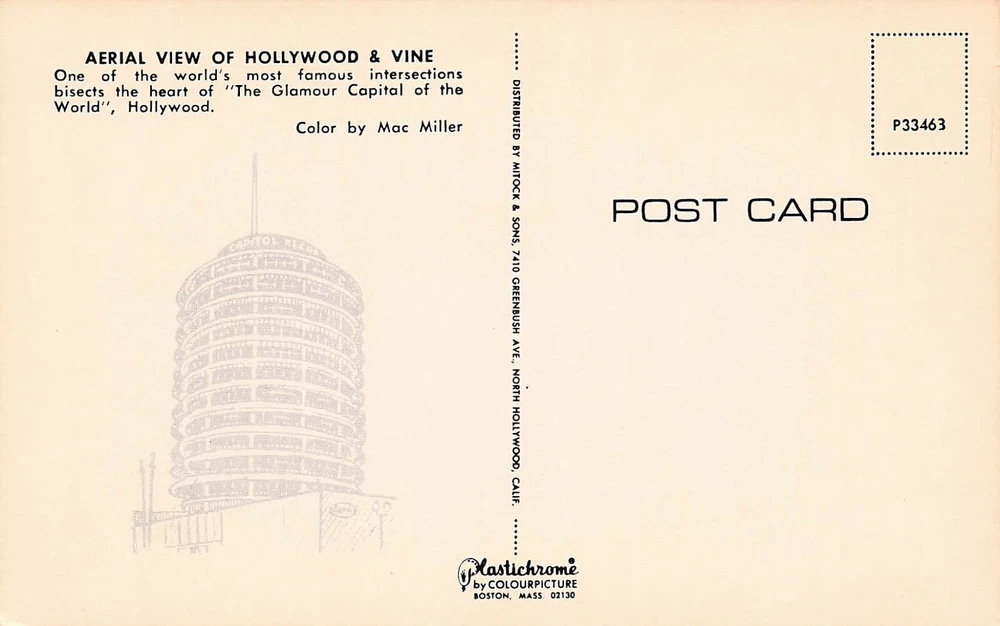 AERIAL VIEW OF HOLLYWOOD & VINE
One of the world's most famous intersections
bisects the heart of "The Glamour Capital of the
World", Hollywood.
Color by Mac Miller
CAPITOL RECOR
DISTRIBUTED BY MITOCK & SONS, 7410 GREENBUSH AVE., NORTH HOLLYWOOD, CALIF.
P33463
POST CARD
Plastichrome®
by COLOURPICTURE
BOSTON, MASS. 02130